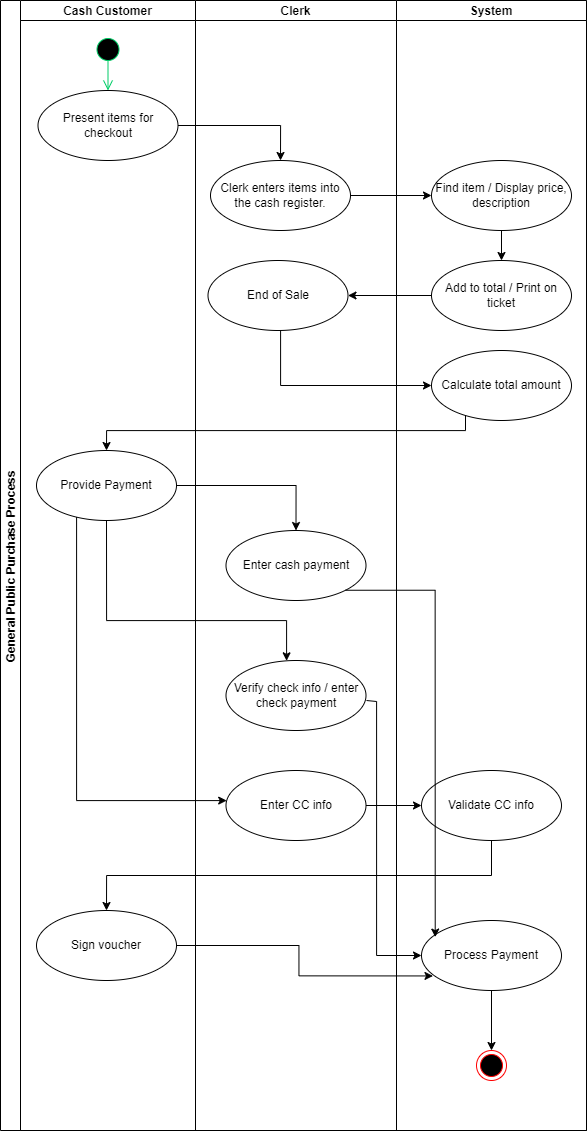 General Public Purchase Process
Cash Customer
Clerk
System
Present items for
checkout
Clerk enters items into
the cash register.
Find item / Display price,
description
End of Sale
Add to total / Print on
ticket
Calculate total amount
Provide Payment
Enter cash payment
Verify check info / enter
check payment
Enter CC info
Validate CC info
Sign voucher
Process Payment